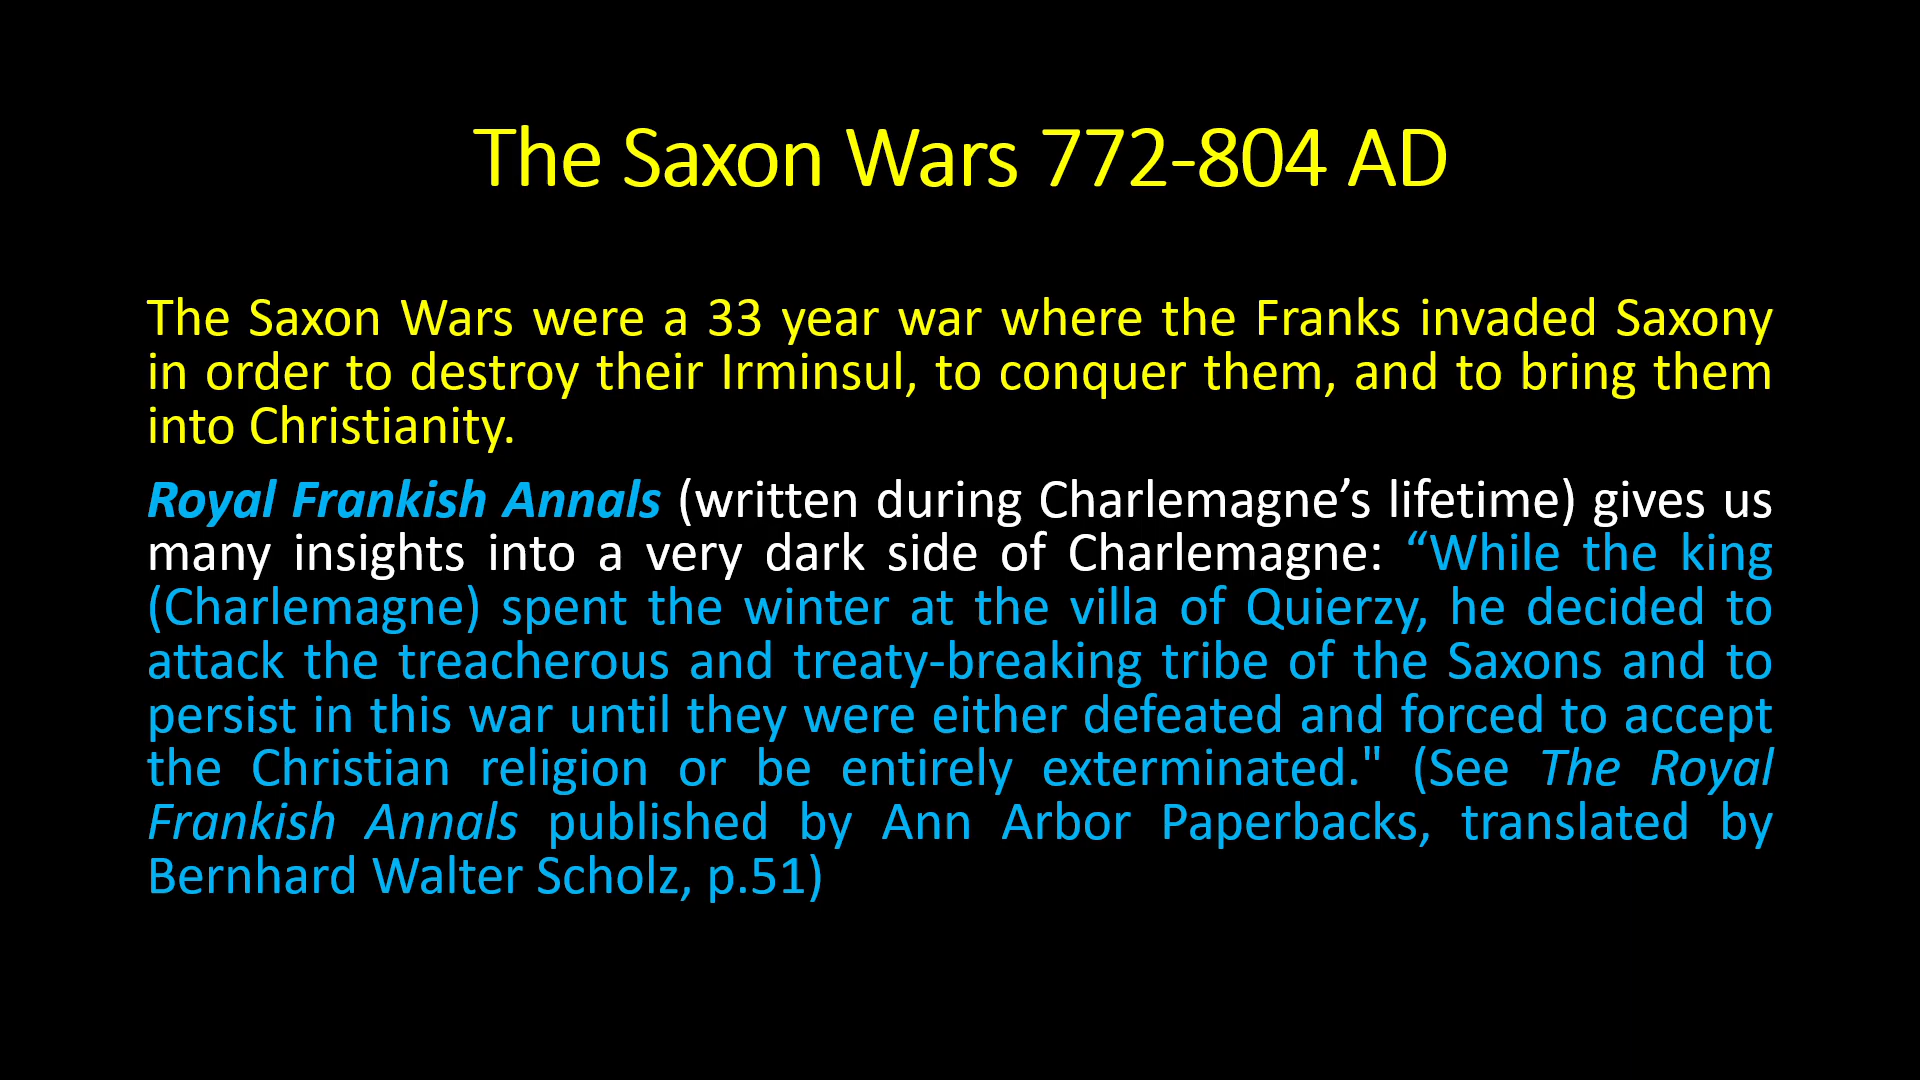 The Saxon Wars 772-804 AD
The Saxon Wars were a 33 year war where the Franks invaded Saxony
in order to destroy their Irminsul, to conquer them, and to bring them
into Christianity.
Royal Frankish Annals (written during Charlemagne’s lifetime) gives us
many insights into a very dark side of Charlemagne: “While the king
(Charlemagne) spent the winter at the villa of Quierzy, he decided to
attack the treacherous and treaty-breaking tribe of the Saxons and to
persist in this war until they were either defeated and forced to accept
the Christian religion or be entirely exterminated." (See The Royal
Frankish Annals published by Ann Arbor Paperbacks, translated by
Bernhard Walter Scholz, p.51)